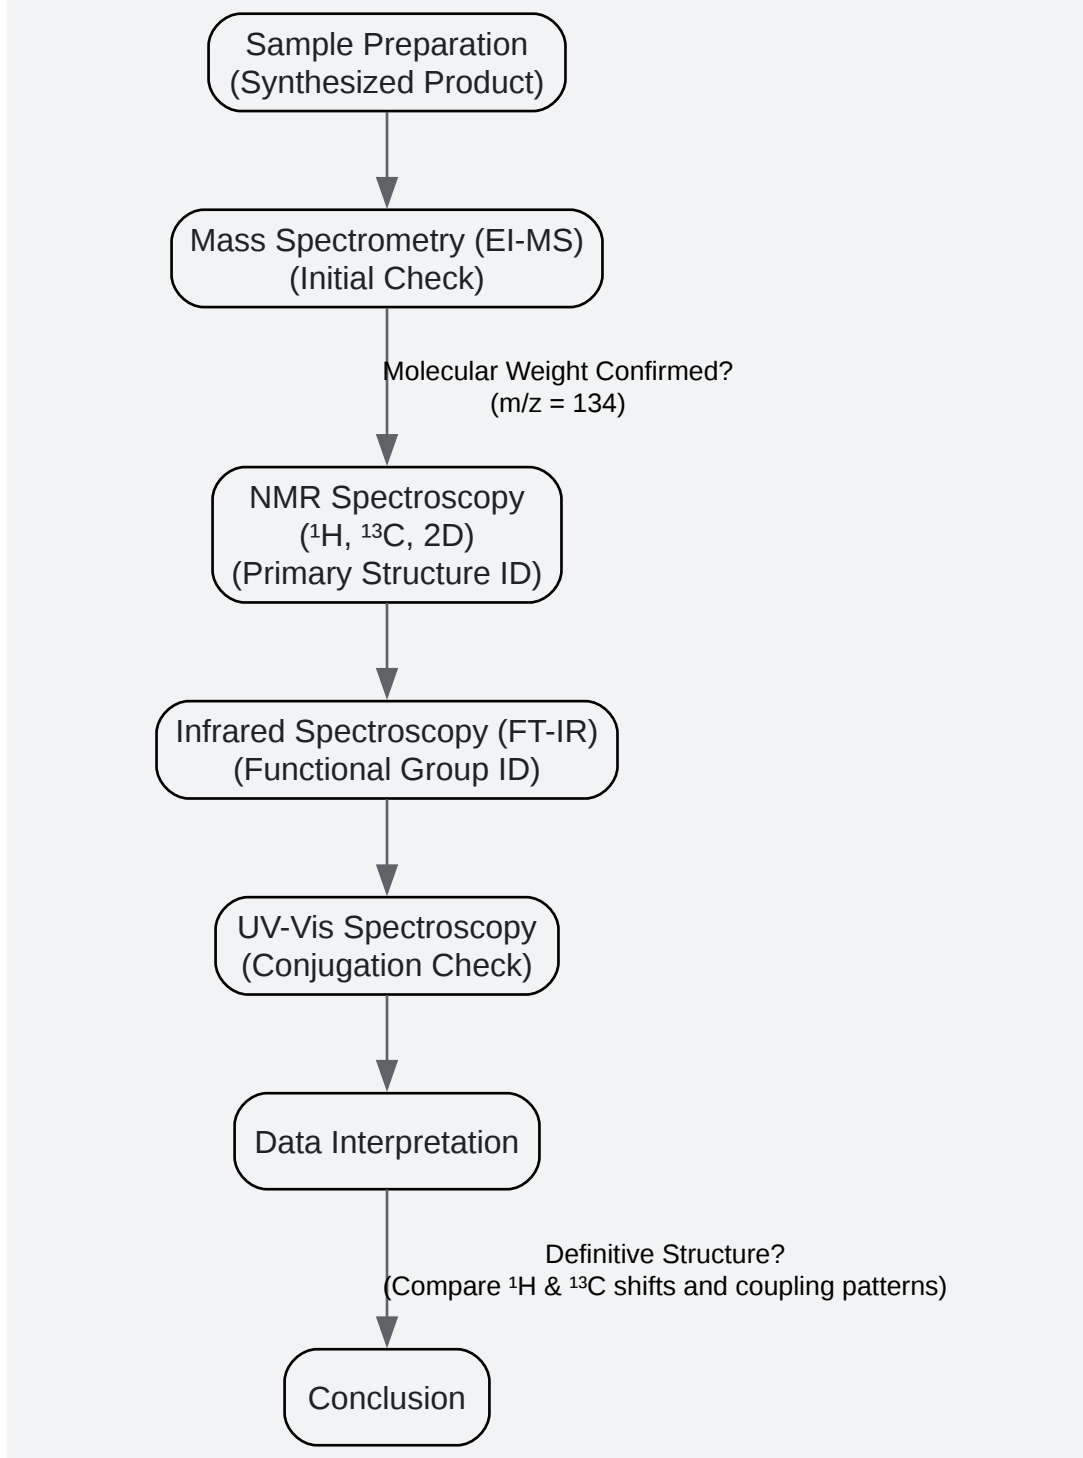 Sample Preparation
(Synthesized Product)
Mass Spectrometry (EI-MS)
(Initial Check)
Molecular Weight Confirmed?
(m/z = 134)
NMR Spectroscopy
(¹H, ¹³C, 2D)
(Primary Structure ID)
Infrared Spectroscopy (FT-IR)
(Functional Group ID)
UV-Vis Spectroscopy
(Conjugation Check)
Data Interpretation
Definitive Structure?
(Compare ¹H & ¹³C shifts and coupling patterns)
Conclusion